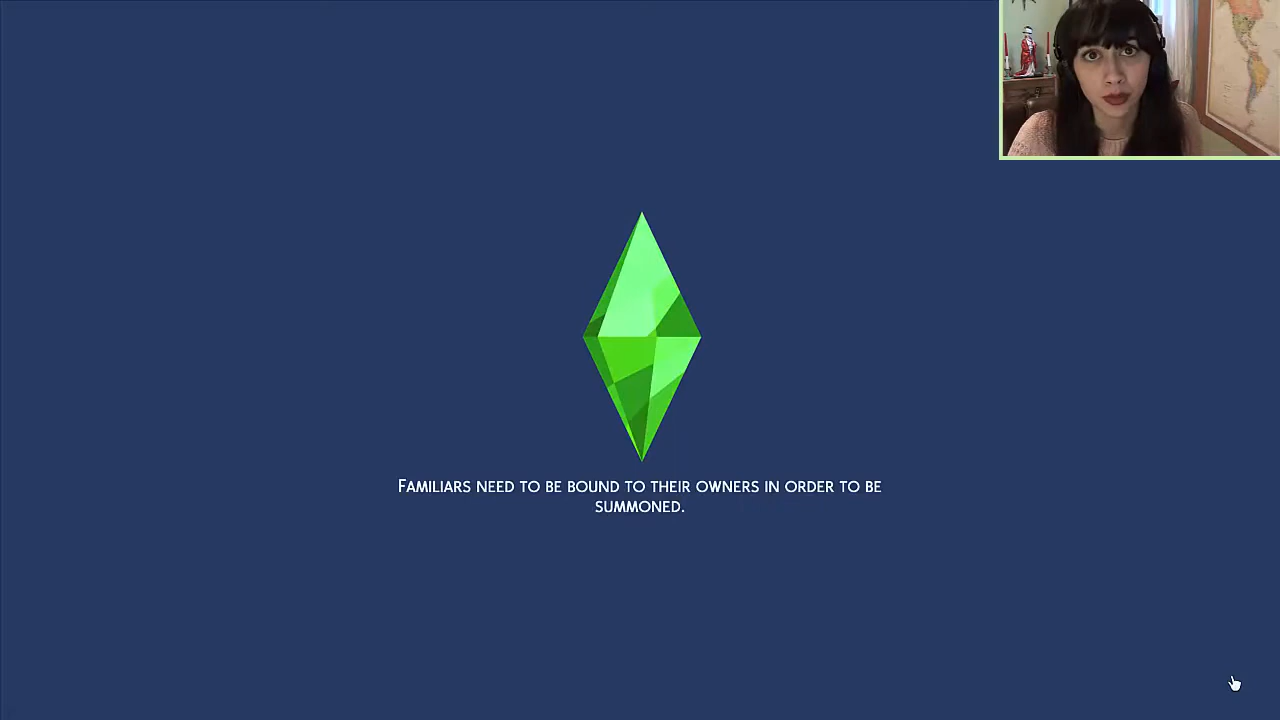 Familiars need to be bound to their owners in order to be
summoned.